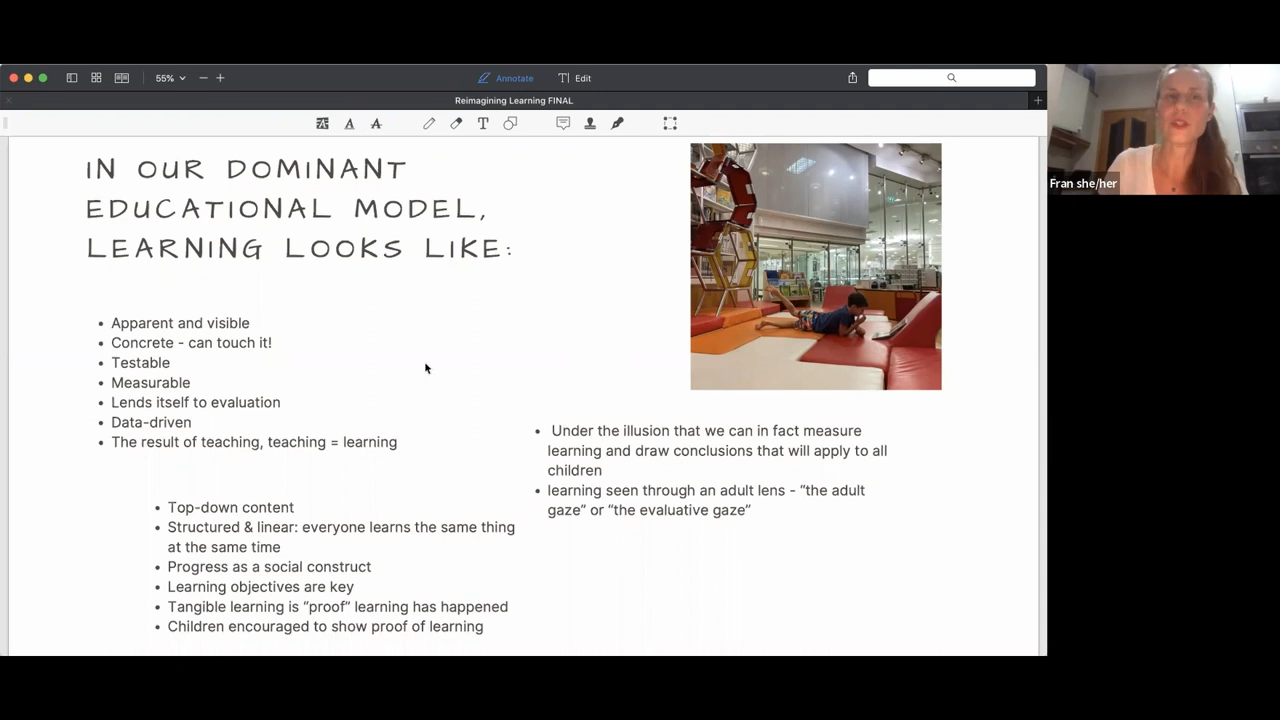 55%
Annotate
Edit
Reimagining Learning FINAL
IN OUR DOMINANT
EDUCATIONAL MODEL,
LEARNING LOOKS LIKE:
• Apparent and visible
• Concrete - can touch it!
• Testable
• Measurable
• Lends itself to evaluation
• Data-driven
• The result of teaching, teaching = learning
• Top-down content
• Structured & linear: everyone learns the same thing
at the same time
• Progress as a social construct
• Learning objectives are key
• Tangible learning is “proof” learning has happened
• Children encouraged to show proof of learning
• Under the illusion that we can in fact measure
learning and draw conclusions that will apply to all
children
• learning seen through an adult lens - “the adult
gaze” or “the evaluative gaze”
Fran she/her